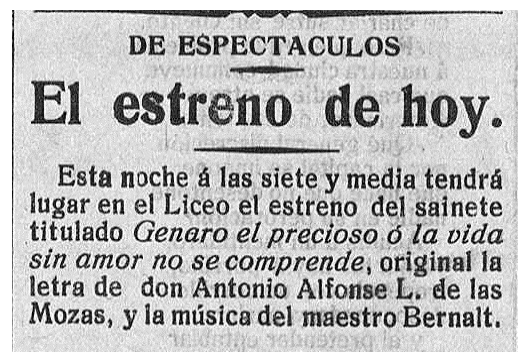 DE ESPECTACULOS
El estreno de hoy.
Esta noche á las siete y media tendrá
lugar en el Liceo el estreno del sainete
titulado Genaro el precioso ó la vida
sin amor no se comprende, original la
letra de don Antonio Alfonse L. de las
Mozas, y la música del maestro Bernalt.